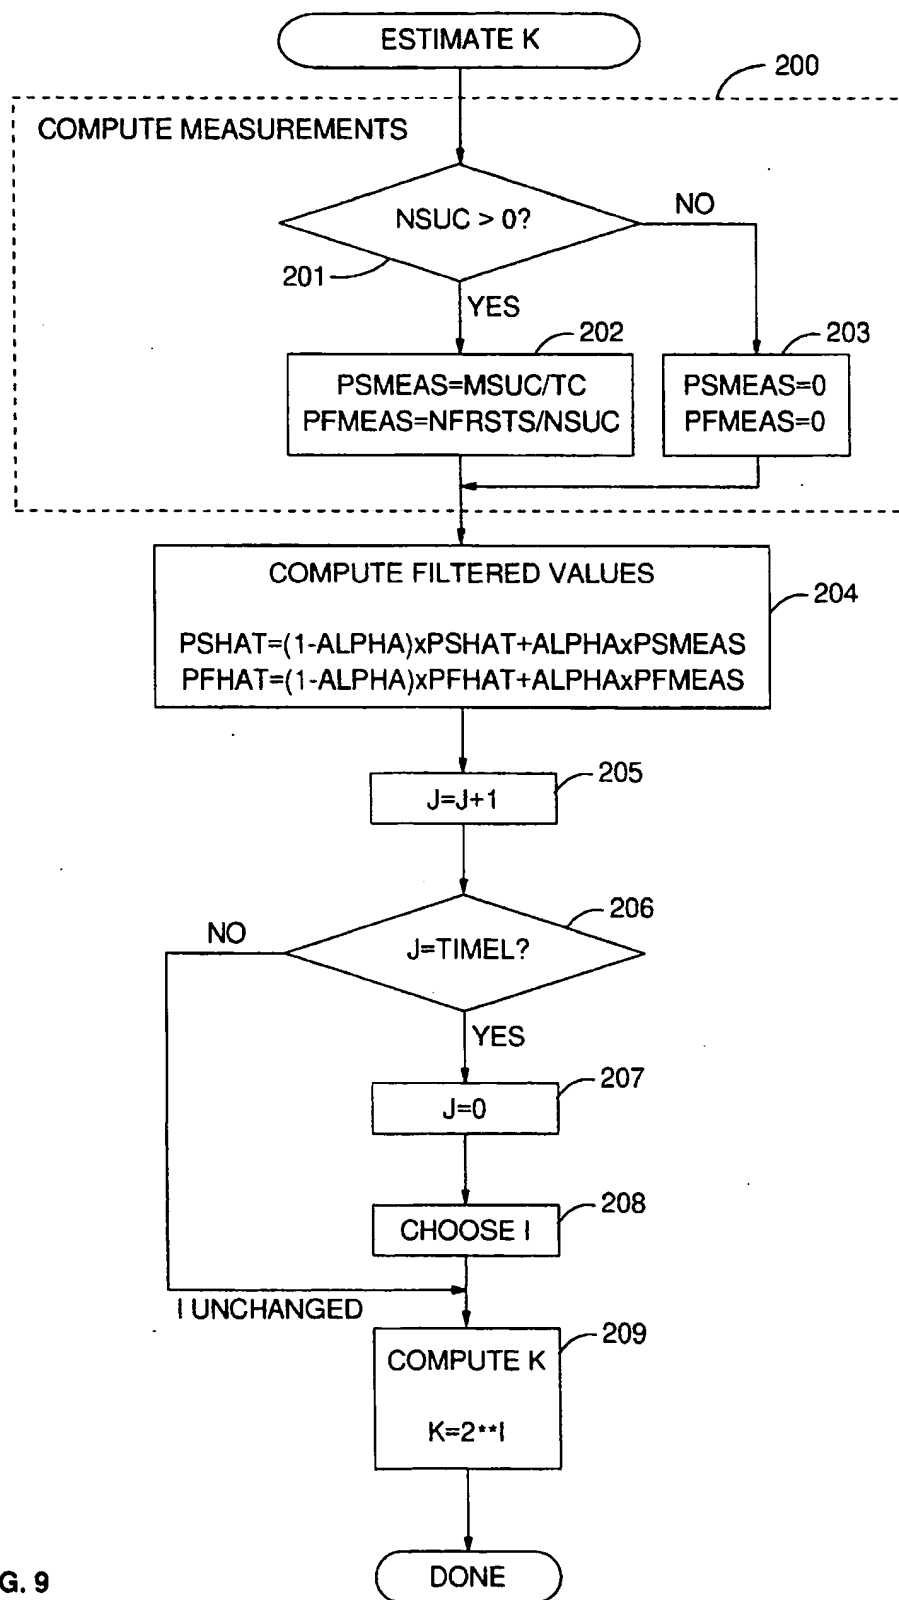 ESTIMATE K
200
COMPUTE MEASUREMENTS
NSUC > 0?
NO
201
YES
202
203
PSMEAS=MSUC/TC
PFMEAS=NFRSTS/NSUC
PSMEAS=0
PFMEAS=0
COMPUTE FILTERED VALUES
204
PSHAT=(1-ALPHA)xPSHAT+ALPHAxPSMEAS
PFHAT=(1-ALPHA)xPFHAT+ALPHAxPFMEAS
205
J=J+1
206
NO
J=TIMEL?
YES
207
J=0
208
CHOOSE I
I UNCHANGED
209
COMPUTE K
K=2**I
DONE
G. 9